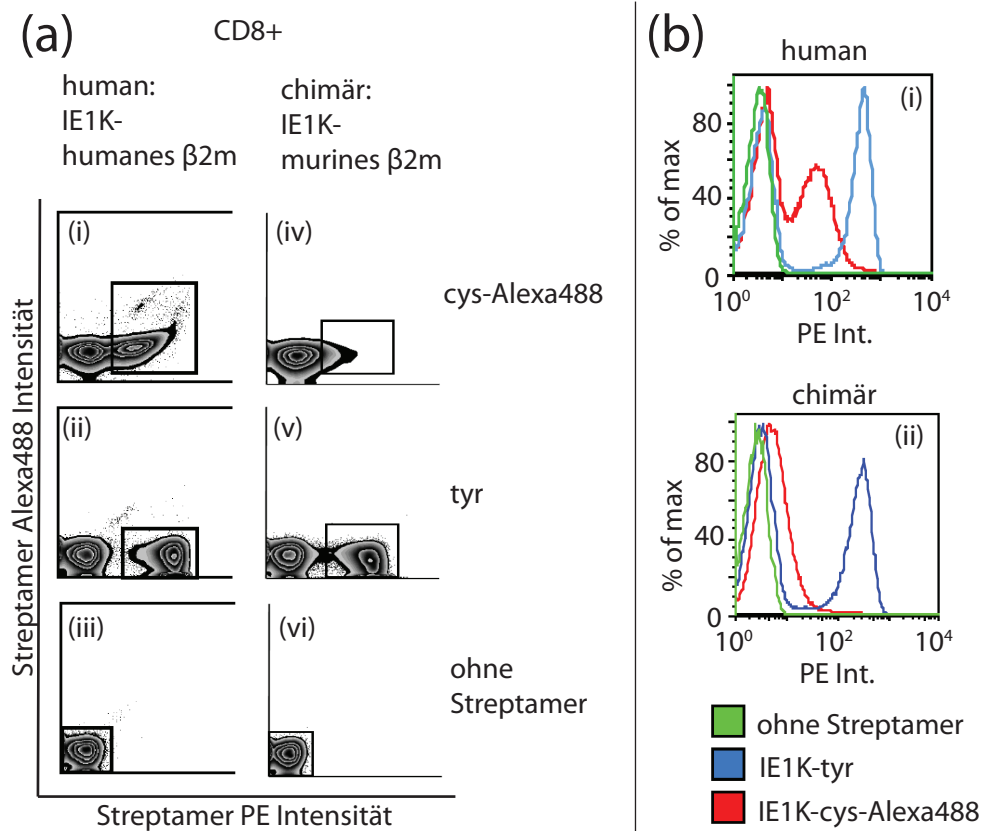 (a)
CD8+
human:
IE1K-
humanes β2m
chimär:
IE1K-
murines β2m
Streptamer Alexa488 Intensität
(i)
(iv)
cys-Alexa488
(ii)
(v)
tyr
(iii)
(vi)
ohne
Streptamer
Streptamer PE Intensität
(b)
human
(i)
% of max
80
40
0
10⁰ 10² 10⁴
PE Int.
chimär
(ii)
% of max
80
40
0
10⁰ 10² 10⁴
PE Int.
ohne Streptamer
IE1K-tyr
IE1K-cys-Alexa488